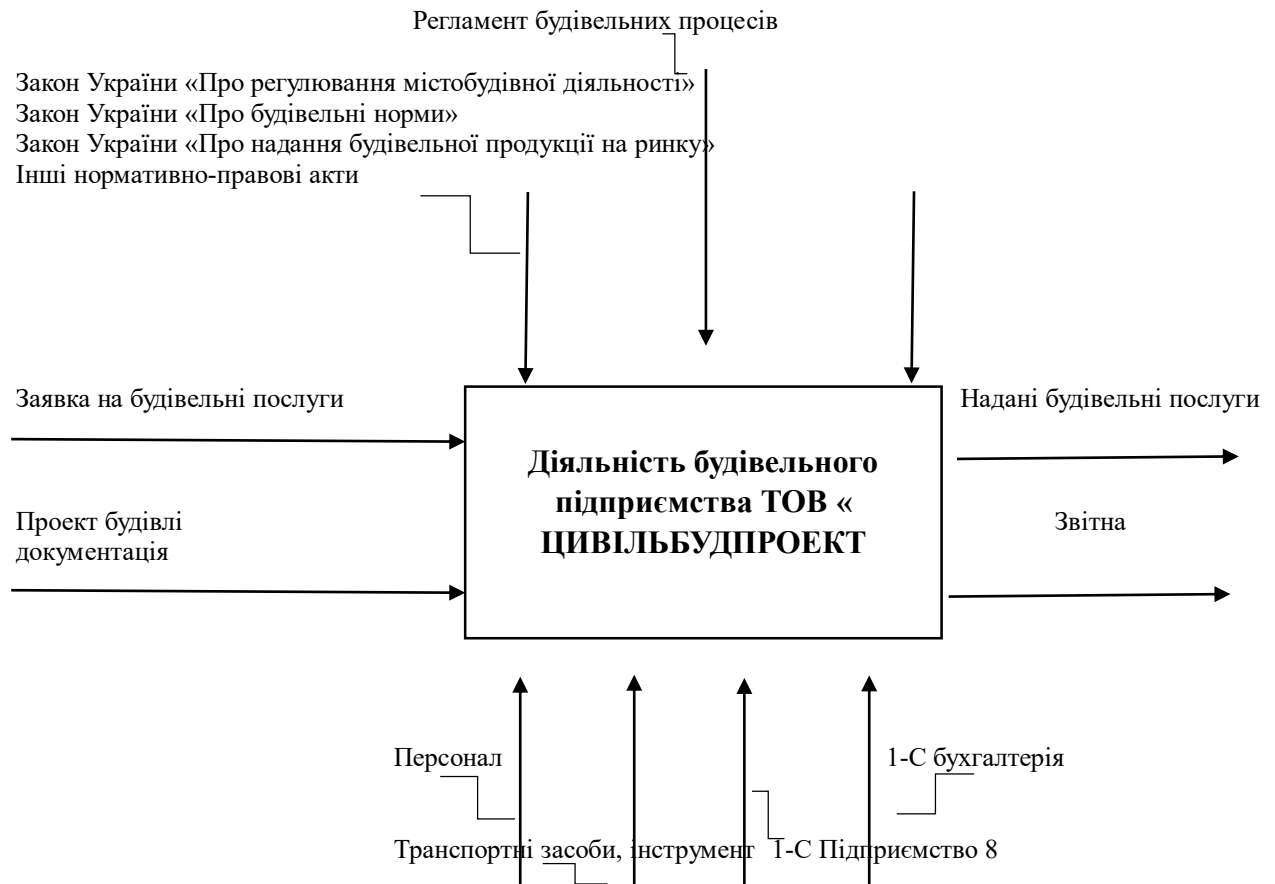 Регламент будівельних процесів
Закон України «Про регулювання містобудівної діяльності»
Закон України «Про будівельні норми»
Закон України «Про надання будівельної продукції на ринку»
Інші нормативно-правові акти
Заявка на будівельні послуги
Надані будівельні послуги
Діяльність будівельного
підприємства ТОВ «
ЦИВІЛЬБУДПРОЕКТ
Проект будівлі
документація
Звітна
Персонал
1-С бухгалтерія
Транспортні засоби, інструмент
1-С Підприємство 8